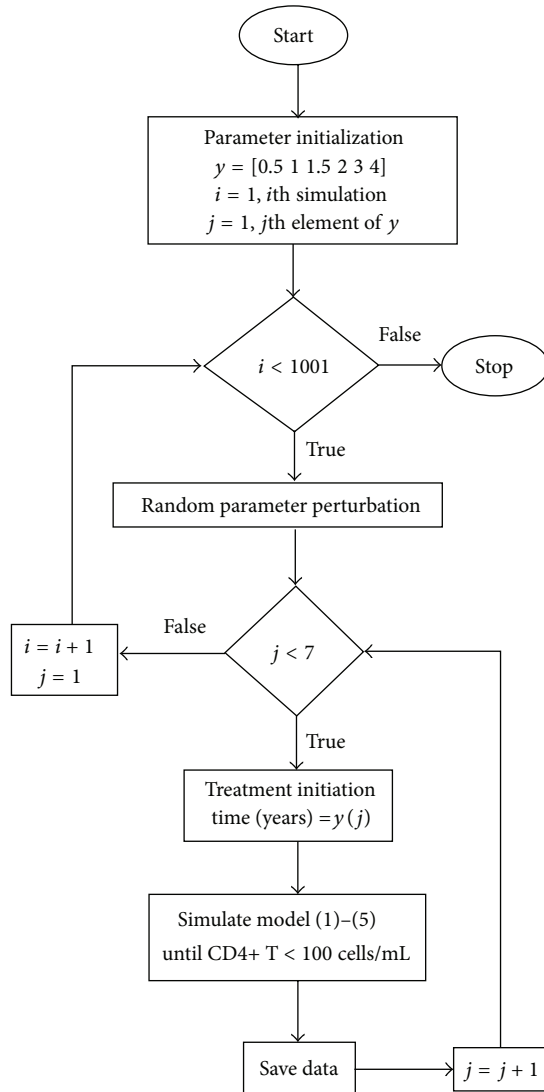 Start
Parameter initialization
y = [0.5 1 1.5 2 3 4]
i = 1, ith simulation
j = 1, jth element of y
i < 1001
False
Stop
True
Random parameter perturbation
j < 7
False
i = i + 1
j = 1
True
Treatment initiation
time (years) = y(j)
Simulate model (1)–(5)
until CD4+ T < 100 cells/mL
Save data
j = j + 1